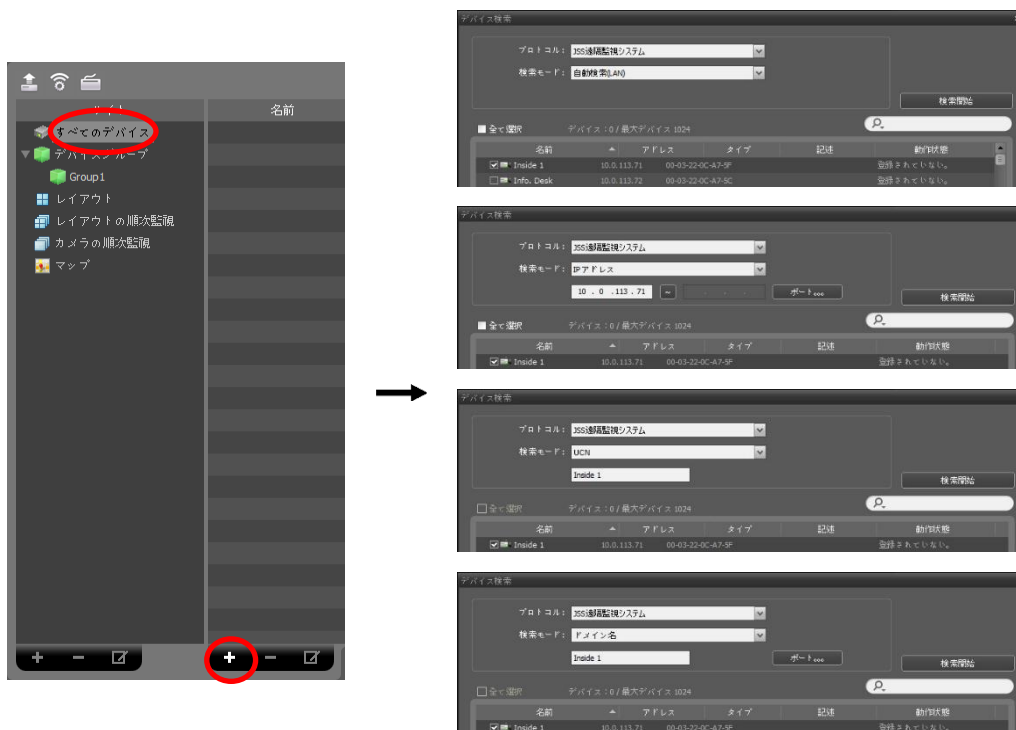 サイト 名前
すべてのデバイス
デバイスグループ
Group1
レイアウト
レイアウトの順次監視
カメラの順次監視
マップ
デバイス検索
プロトコル: JSS遠隔監視システム
検索モード: 自動検索(LAN)
検索開始
全て選択 デバイス:0/最大デバイス 1024
名前 アドレス タイプ 記述 動作状態
Inside 1 10.0.113.71 00-03-22-0C-A7-5F 登録されていない。
Info. Desk 10.0.113.72 00-03-22-0C-A7-5C 登録されていない。
デバイス検索
プロトコル: JSS遠隔監視システム
検索モード: IPアドレス
10 . 0 .113 . 71 ~ . . . ポート...
検索開始
全て選択 デバイス:0/最大デバイス 1024
名前 アドレス タイプ 記述 動作状態
Inside 1 10.0.113.71 00-03-22-0C-A7-5F 登録されていない。
デバイス検索
プロトコル: JSS遠隔監視システム
検索モード: UCN
Inside 1
検索開始
全て選択 デバイス:0/最大デバイス 1024
名前 アドレス タイプ 記述 動作状態
Inside 1 10.0.113.71 00-03-22-0C-A7-5F 登録されていない。
デバイス検索
プロトコル: JSS遠隔監視システム
検索モード: ドメイン名
Inside 1 ポート...
検索開始
全て選択 デバイス:0/最大デバイス 1024
名前 アドレス タイプ 記述 動作状態
Inside 1 10.0.113.71 00-03-22-0C-A7-5F 登録されていない。